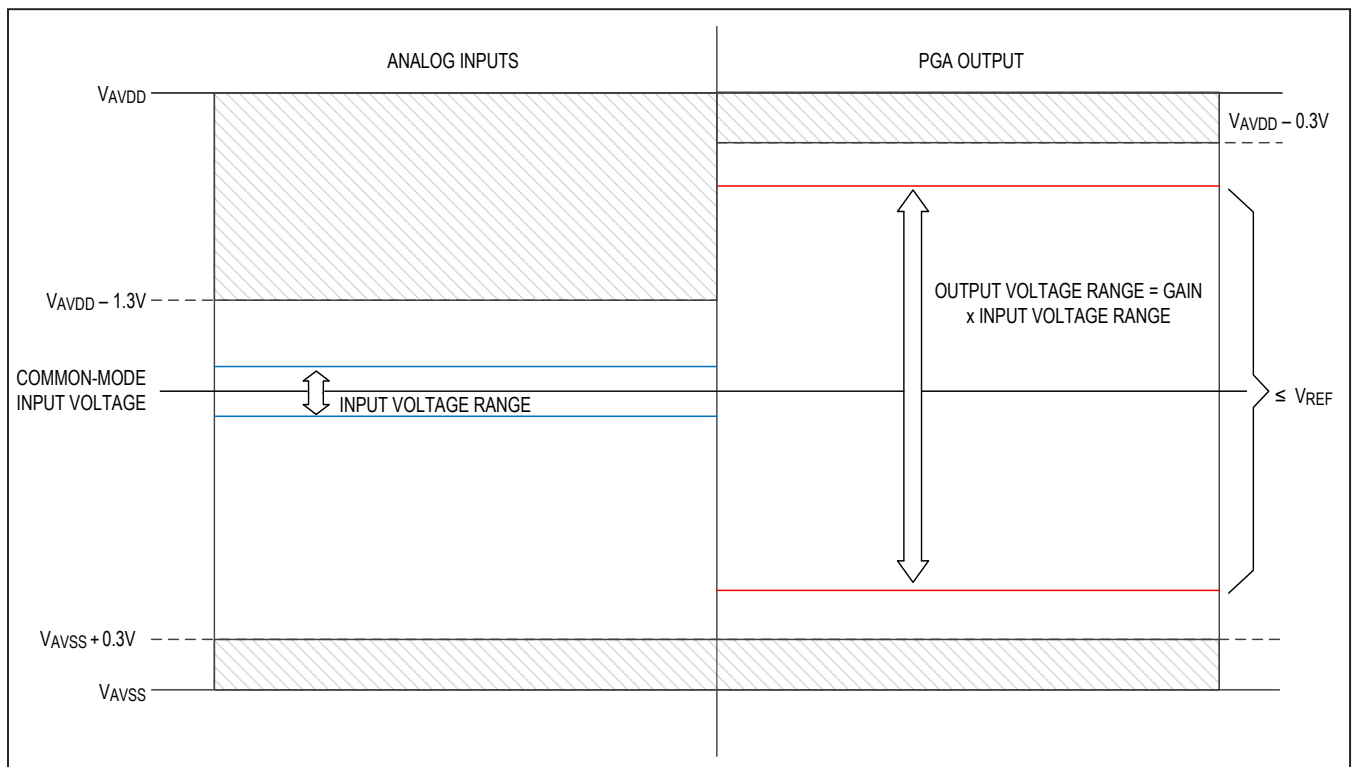 ANALOG INPUTS
PGA OUTPUT
VAVDD
VAVDD – 0.3V
VAVDD – 1.3V
OUTPUT VOLTAGE RANGE = GAIN
x INPUT VOLTAGE RANGE
COMMON-MODE
INPUT VOLTAGE
INPUT VOLTAGE RANGE
≤ VREF
VAVSS + 0.3V
VAVSS